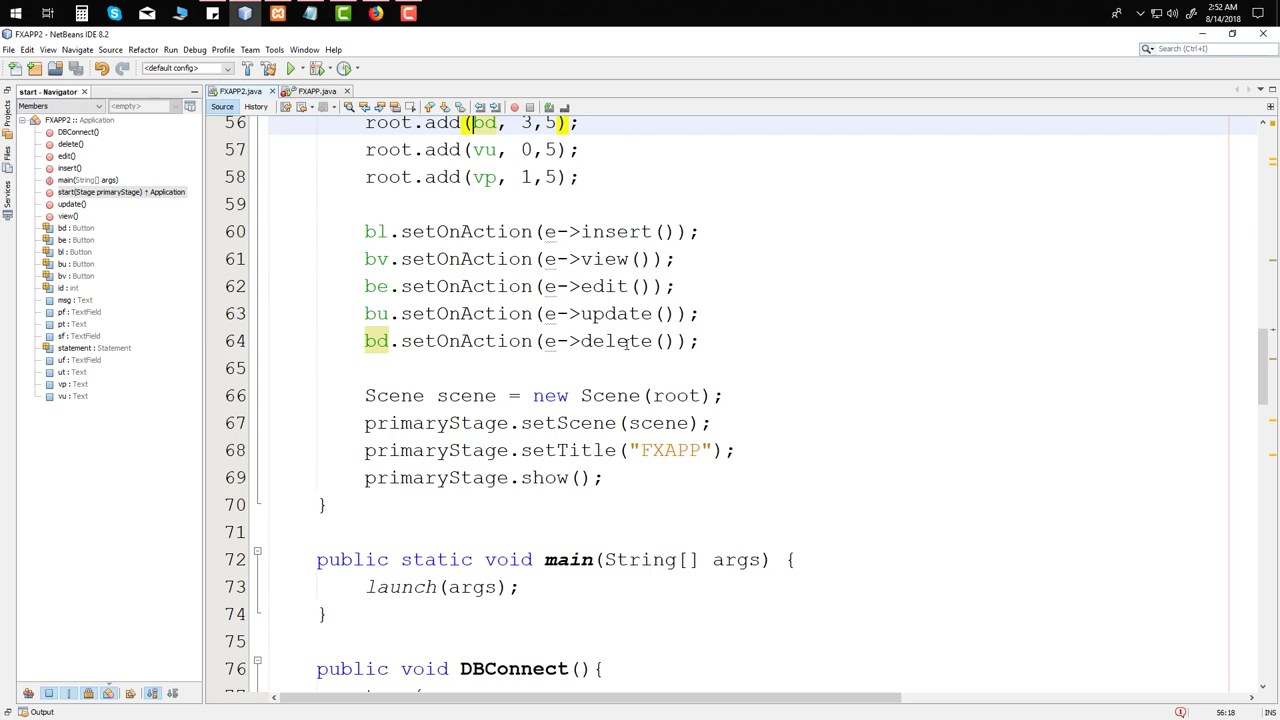 2:52 AM
8/14/2018
FXAPP2 - NetBeans IDE 8.2
File Edit View Navigate Source Refactor Run Debug Profile Team Tools Window Help
Search (Ctrl+I)
<default config>
start - Navigator
FXAPP2.java
FXAPP.java
Members
<empty>
Source History
Projects
Files
Services
FXAPP2 :: Application
DBConnect()
delete()
edit()
insert()
main(String[] args)
start(Stage primaryStage) ↑ Application
update()
view()
bd : Button
be : Button
bl : Button
bu : Button
bv : Button
id : int
msg : Text
pf : TextField
pt : Text
sf : TextField
statement : Statement
uf : TextField
ut : Text
vp : Text
vu : Text
56 root.add(bd, 3,5);
57 root.add(vu, 0,5);
58 root.add(vp, 1,5);
59
60 bl.setOnAction(e->insert());
61 bv.setOnAction(e->view());
62 be.setOnAction(e->edit());
63 bu.setOnAction(e->update());
64 bd.setOnAction(e->delete());
65
66 Scene scene = new Scene(root);
67 primaryStage.setScene(scene);
68 primaryStage.setTitle("FXAPP");
69 primaryStage.show();
70 }
71
72 public static void main(String[] args) {
73 launch(args);
74 }
75
76 public void DBConnect(){
Output
56:18
INS